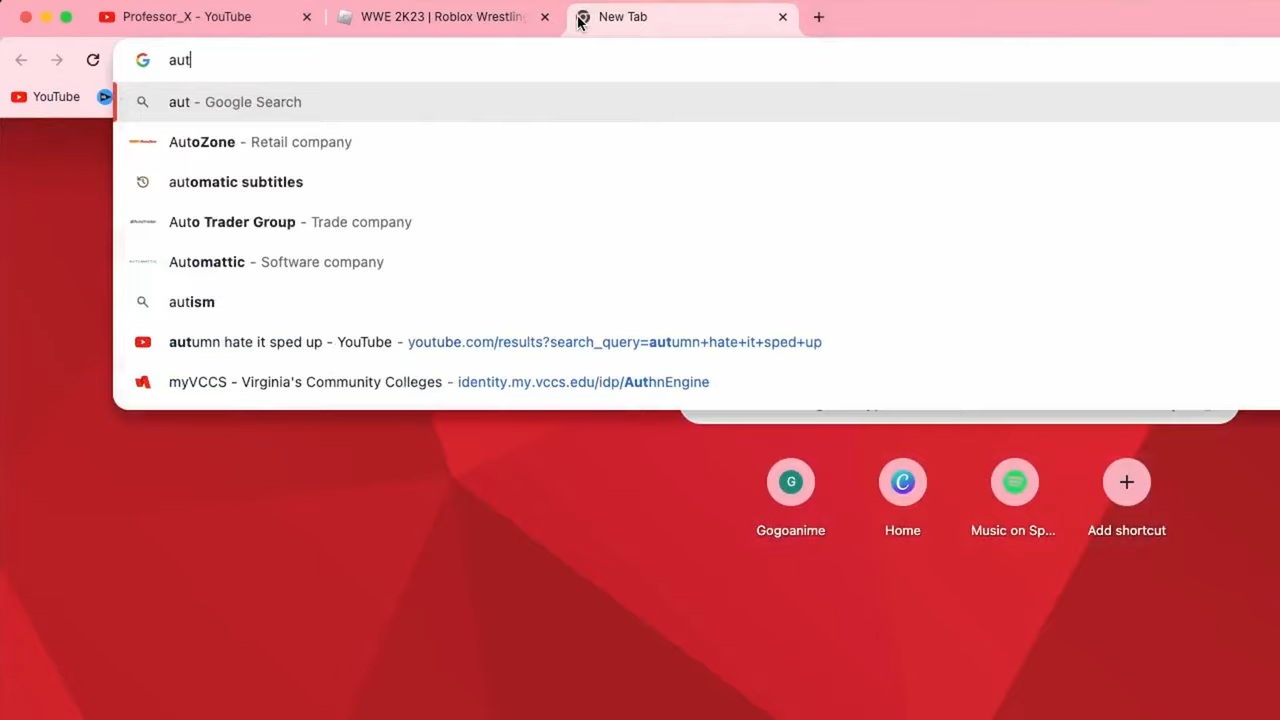 Professor_X - YouTube
WWE 2K23 | Roblox Wrestling
New Tab
aut
YouTube
aut - Google Search
AutoZone - Retail company
automatic subtitles
Auto Trader Group - Trade company
Automattic - Software company
autism
autumn hate it sped up - YouTube - youtube.com/results?search_query=autumn+hate+it+sped+up
myVCCS - Virginia's Community Colleges - identity.my.vccs.edu/idp/AuthnEngine
G
Gogoanime
Home
Music on Sp...
Add shortcut